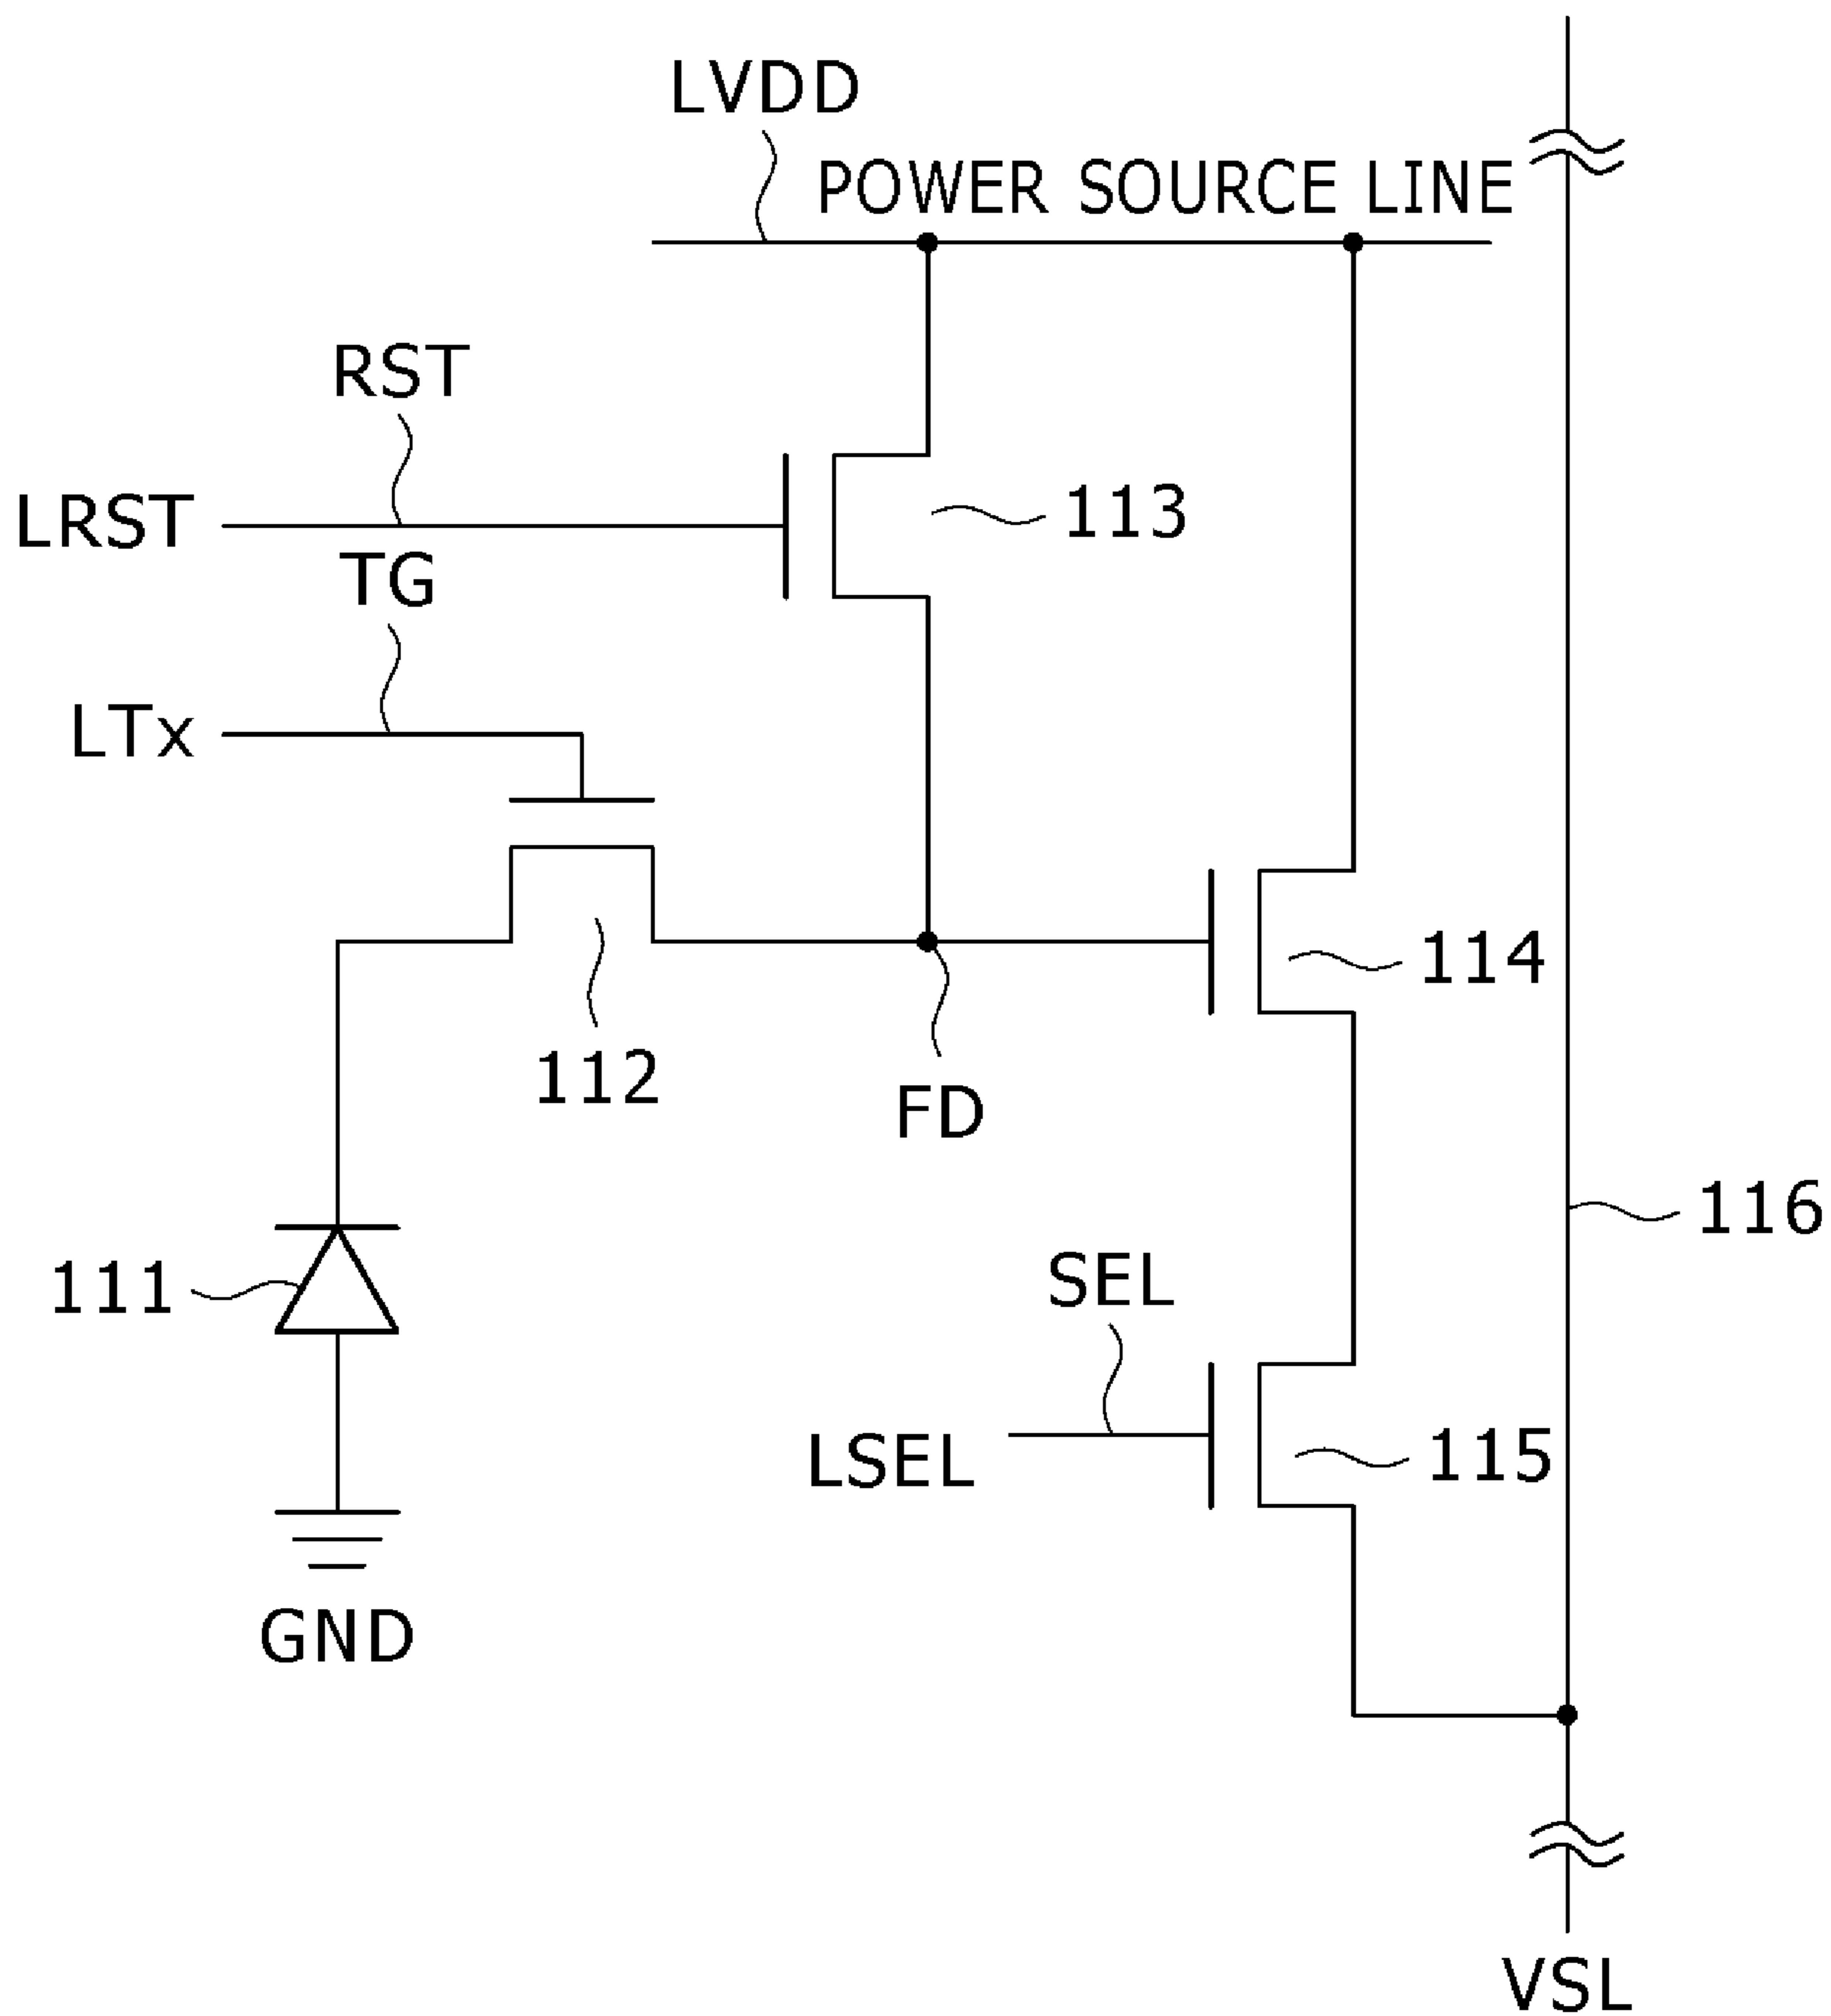 LVDD
POWER SOURCE LINE
RST
LRST
113
TG
LTx
114
112
FD
116
111
SEL
LSEL
115
GND
VSL